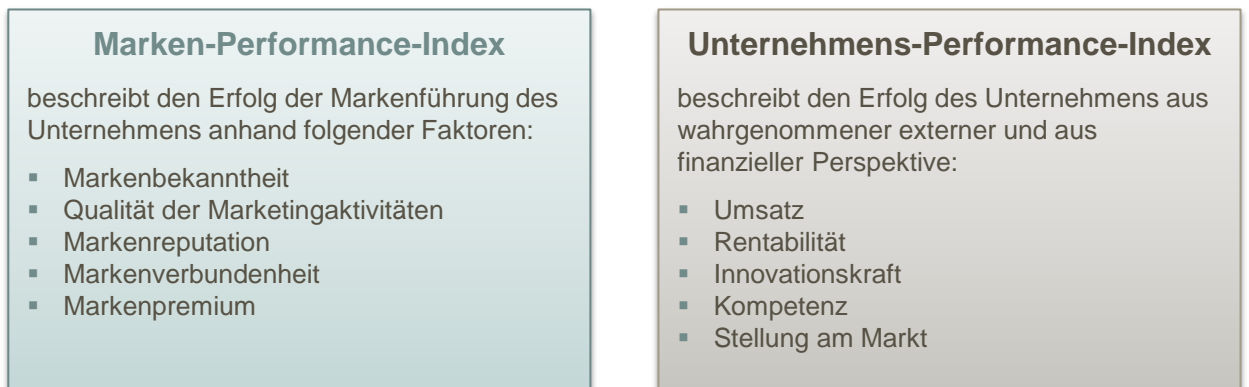 Marken-Performance-Index
beschreibt den Erfolg der Markenführung des
Unternehmens anhand folgender Faktoren:
▪ Markenbekanntheit
▪ Qualität der Marketingaktivitäten
▪ Markenreputation
▪ Markenverbundenheit
▪ Markenpremium
Unternehmens-Performance-Index
beschreibt den Erfolg des Unternehmens aus
wahrgenommener externer und aus
finanzieller Perspektive:
▪ Umsatz
▪ Rentabilität
▪ Innovationskraft
▪ Kompetenz
▪ Stellung am Markt